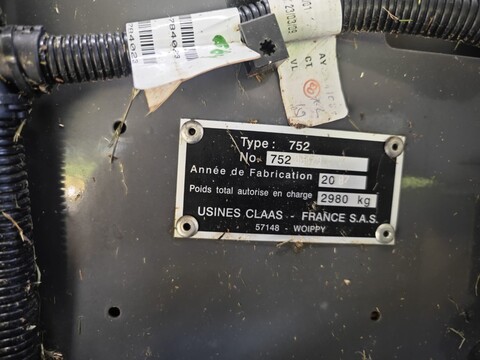 Type: 752
No. 752
Année de Fabrication 20
Poids total autorise en charge 2980 kg
USINES CLAAS - FRANCE S.A.S.
57148 - WOIPPY